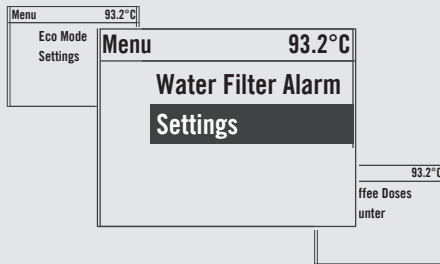 Menu 93.2°C
Eco Mode
Settings
Menu 93.2°C
Water Filter Alarm
Settings
93.2°C
ffee Doses
unter